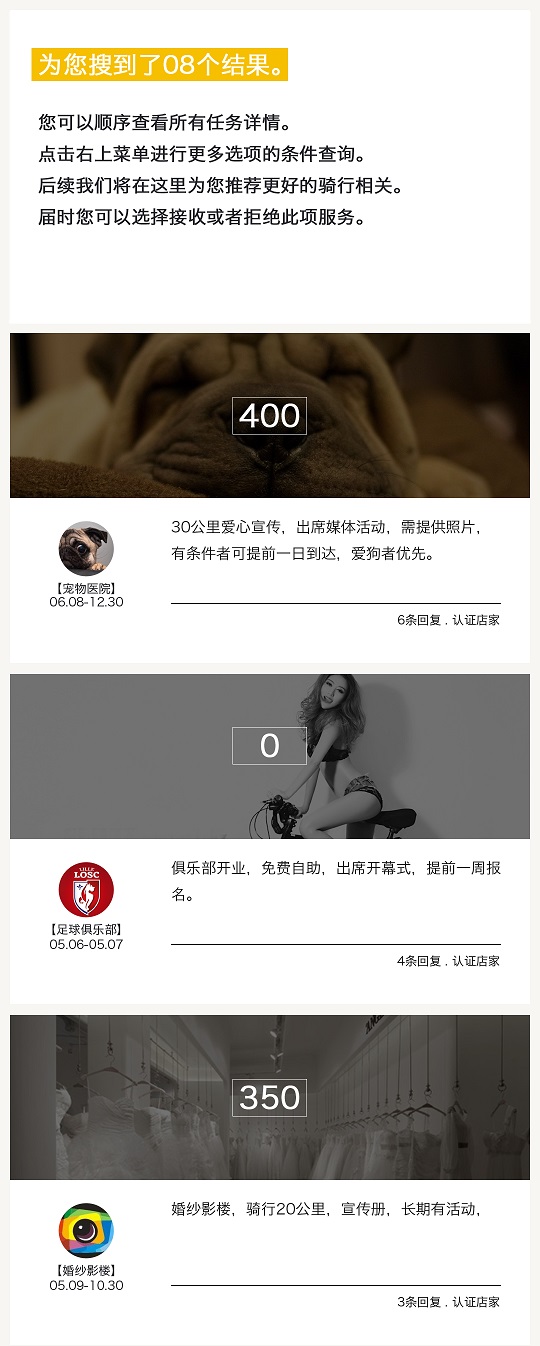 为您搜到了08个结果。
您可以顺序查看所有任务详情。
点击右上菜单进行更多选项的条件查询。
后续我们将在这里为您推荐更好的骑行相关。
届时您可以选择接收或者拒绝此项服务。
400
30公里爱心宣传，出席媒体活动，需提供照片，
有条件者可提前一日到达，爱狗者优先。
【宠物医院】
06.08-12.30
6条回复 . 认证店家
0
俱乐部开业，免费自助，出席开幕式，提前一周报
名。
LILLE
LOSC
【足球俱乐部】
05.06-05.07
4条回复 . 认证店家
350
婚纱影楼，骑行20公里，宣传册，长期有活动，
【婚纱影楼】
05.09-10.30
3条回复 . 认证店家